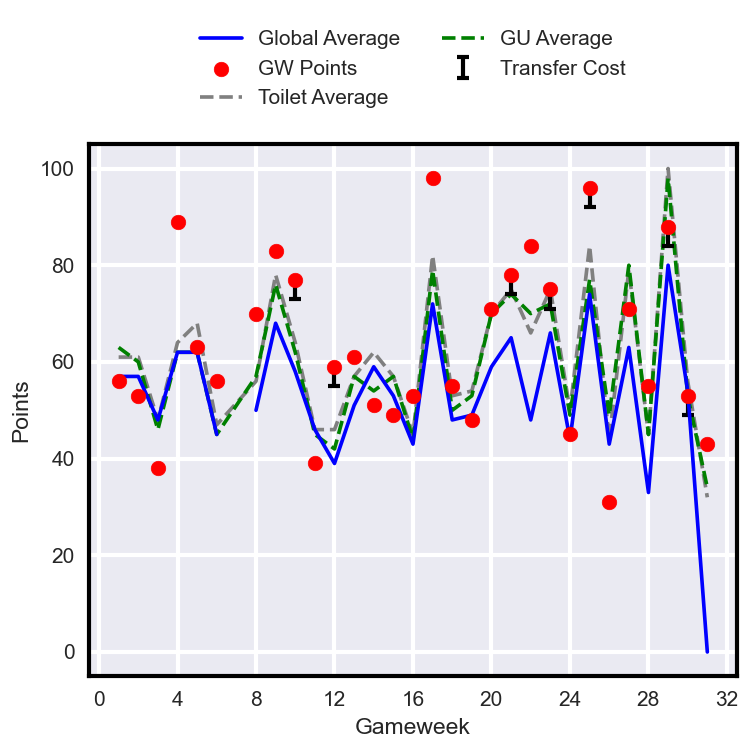 Global Average
GW Points
Toilet Average
GU Average
Transfer Cost
Points
100
80
60
40
20
0
0 4 8 12 16 20 24 28 32
Gameweek